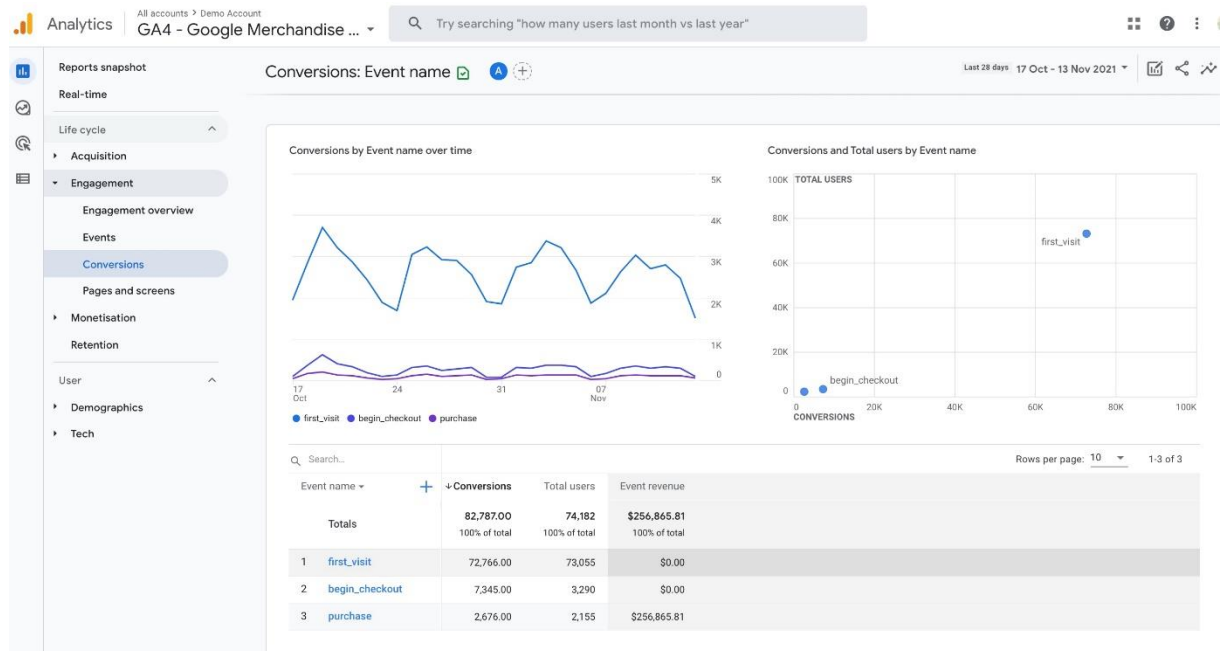 All accounts > Demo Account
Analytics
GA4 - Google Merchandise ...
Try searching "how many users last month vs last year"
Reports snapshot
Real-time
Life cycle
Acquisition
Engagement
Engagement overview
Events
Conversions
Pages and screens
Monetisation
Retention
User
Demographics
Tech
Conversions: Event name
A
Last 28 days 17 Oct - 13 Nov 2021
Conversions by Event name over time
5K
4K
3K
2K
1K
0
17 Oct
24
31
07 Nov
first_visit begin_checkout purchase
Conversions and Total users by Event name
100K TOTAL USERS
80K
60K
40K
20K
0
first_visit
begin_checkout
0 20K 40K 60K 80K 100K
CONVERSIONS
Search...
Rows per page: 10 1-3 of 3
Event name + ↓Conversions Total users Event revenue
Totals 82,787.00 74,182 $256,865.81
100% of total 100% of total 100% of total
1 first_visit 72,766.00 73,055 $0.00
2 begin_checkout 7,345.00 3,290 $0.00
3 purchase 2,676.00 2,155 $256,865.81